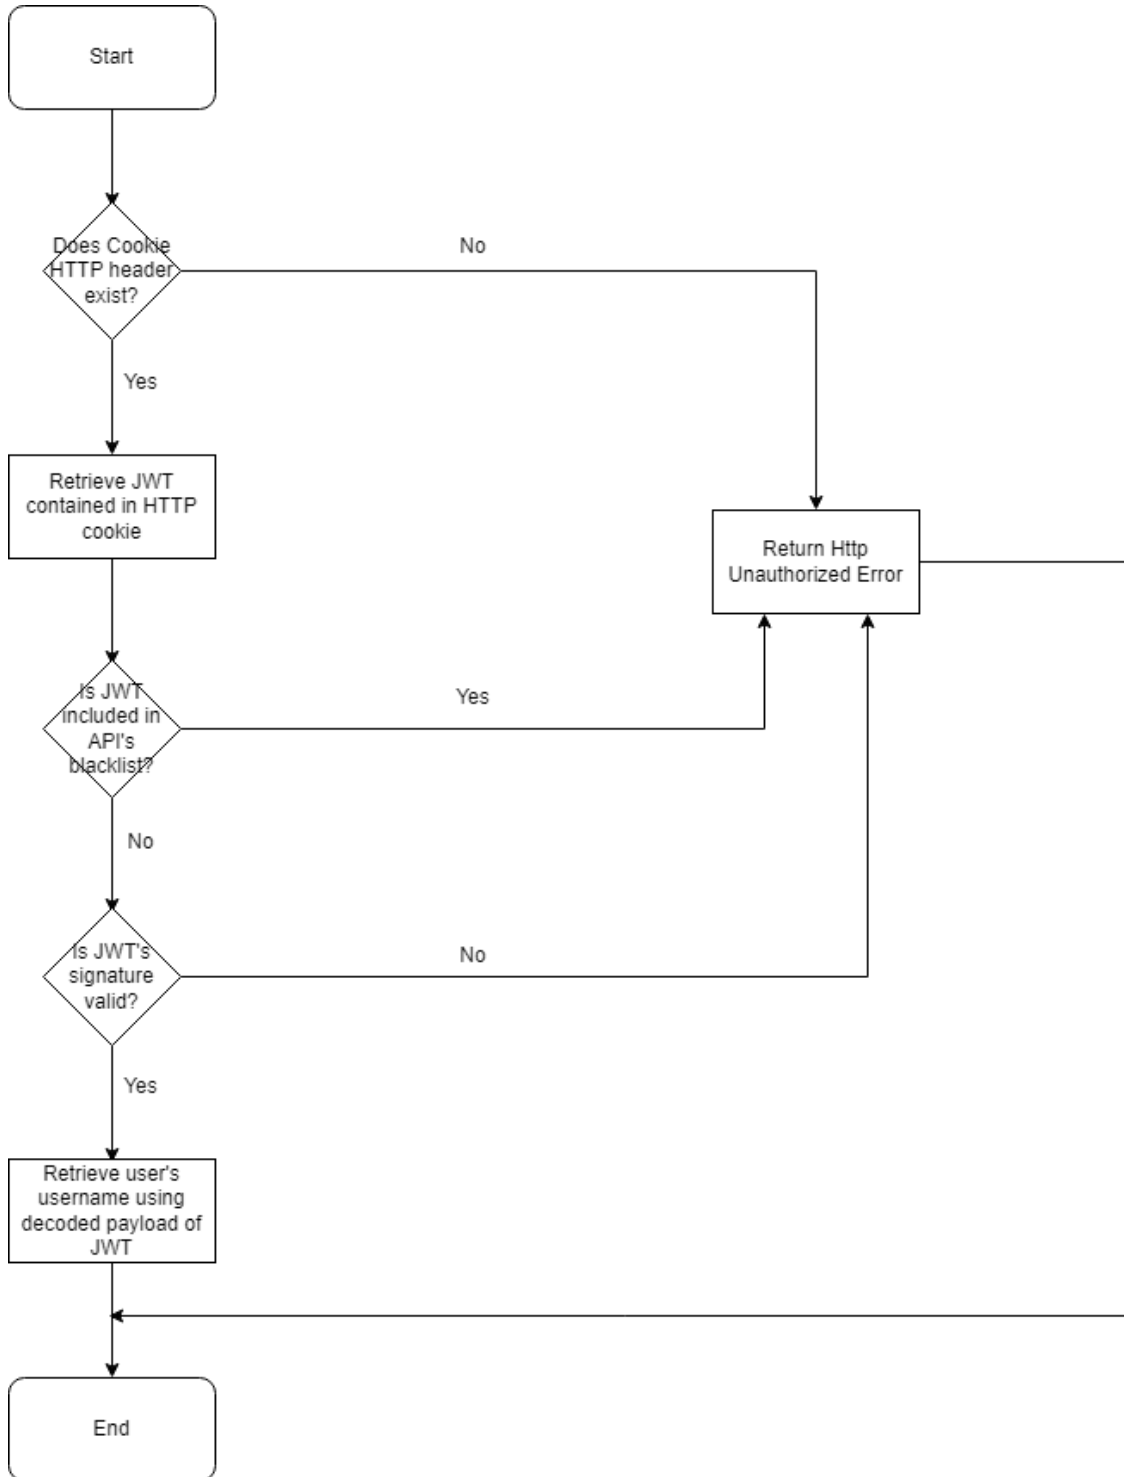 Start
Does Cookie
HTTP header
exist?
No
Yes
Retrieve JWT
contained in HTTP
cookie
Return Http
Unauthorized Error
Is JWT
included in
API's
blacklist?
Yes
No
Is JWT's
signature
valid?
No
Yes
Retrieve user's
username using
decoded payload of
JWT
End